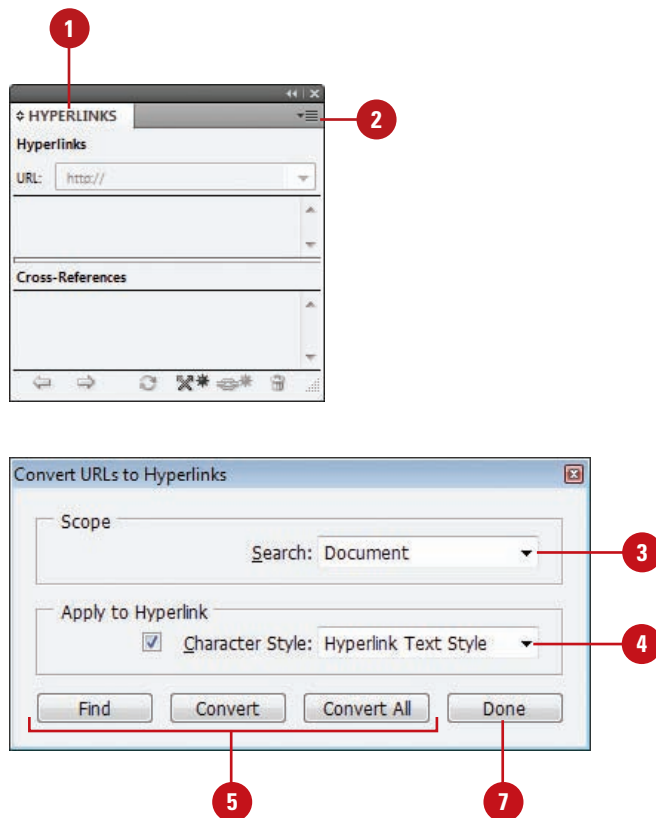 1
HYPERLINKS
2
Hyperlinks
URL: http://
Cross-References
Convert URLs to Hyperlinks
Scope
Search: Document
3
Apply to Hyperlink
Character Style: Hyperlink Text Style
4
Find Convert Convert All Done
5 7